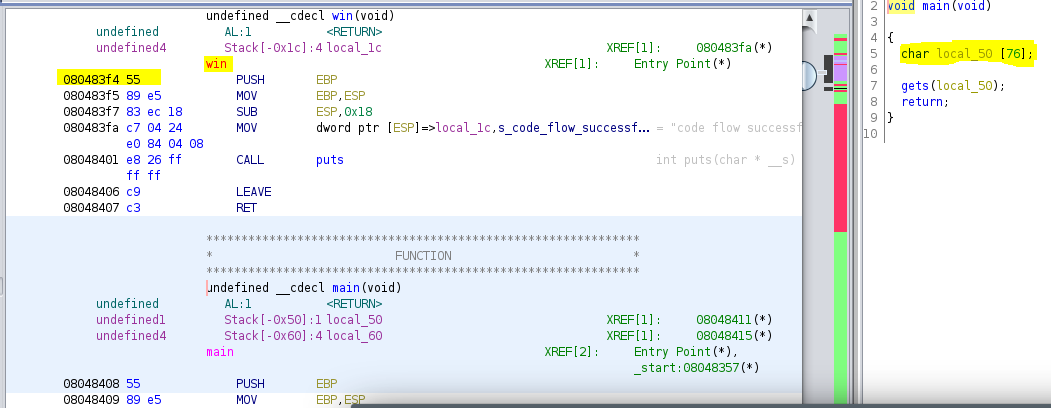 undefined __cdecl win(void)
undefined AL:1 <RETURN>
undefined4 Stack[-0x1c]:4 local_1c XREF[1]: 080483fa(*)
win XREF[1]: Entry Point(*)
080483f4 55 PUSH EBP
080483f5 89 e5 MOV EBP,ESP
080483f7 83 ec 18 SUB ESP,0x18
080483fa c7 04 24 MOV dword ptr [ESP]=>local_1c,s_code_flow_successf... = "code flow successf
e0 84 04 08
08048401 e8 26 ff CALL puts int puts(char * __s)
ff ff
08048406 c9 LEAVE
08048407 c3 RET
**************************************************************
* FUNCTION *
**************************************************************
undefined __cdecl main(void)
undefined AL:1 <RETURN>
undefined1 Stack[-0x50]:1 local_50 XREF[1]: 08048411(*)
undefined4 Stack[-0x60]:4 local_60 XREF[1]: 08048415(*)
main XREF[2]: Entry Point(*),
_start:08048357(*)
08048408 55 PUSH EBP
08048409 89 e5 MOV EBP,ESP
2 void main(void)
3
4 {
5 char local_50 [76];
6
7 gets(local_50);
8 return;
9 }
10